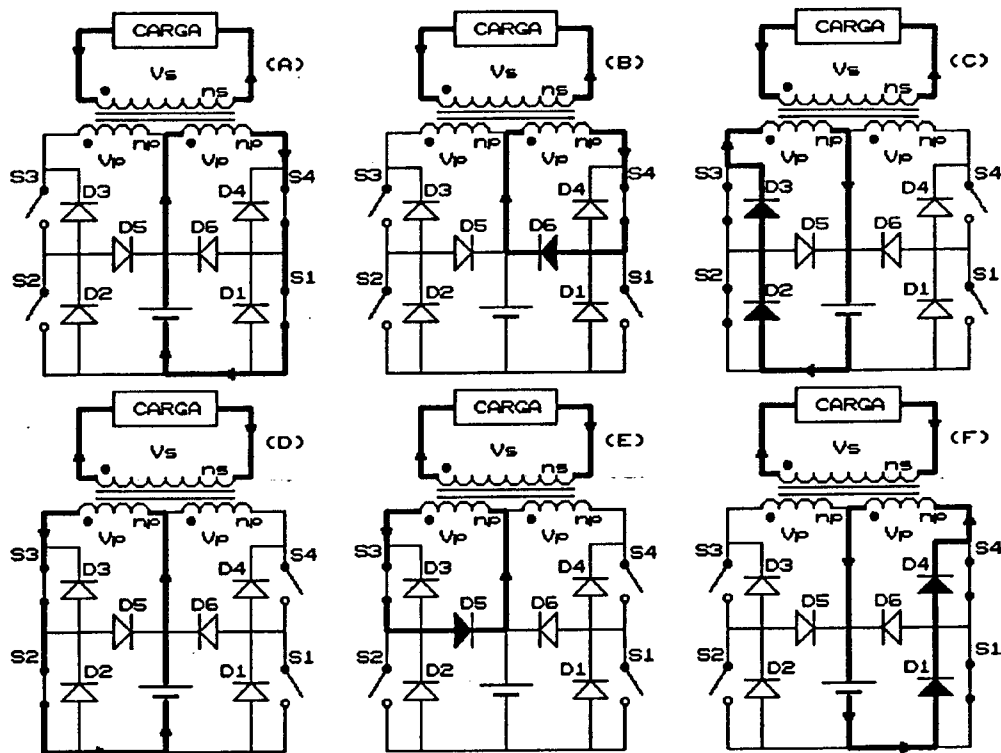 CARGA
Vs
ns
(A)
Vp
np
Vp
np
S3
D3
D4
S4
D5
D6
S2
D2
D1
S1
CARGA
Vs
ns
(B)
Vp
np
Vp
np
S3
D3
D4
S4
D5
D6
S2
D2
D1
S1
CARGA
Vs
ns
(C)
Vp
np
Vp
np
S3
D3
D4
S4
D5
D6
S2
D2
D1
S1
CARGA
Vs
ns
(D)
Vp
np
Vp
np
S3
D3
D4
S4
D5
D6
S2
D2
D1
S1
CARGA
Vs
ns
(E)
Vp
np
Vp
np
S3
D3
D4
S4
D5
D6
S2
D2
D1
S1
CARGA
Vs
ns
(F)
Vp
np
Vp
np
S3
D3
D4
S4
D5
D6
S2
D2
D1
S1